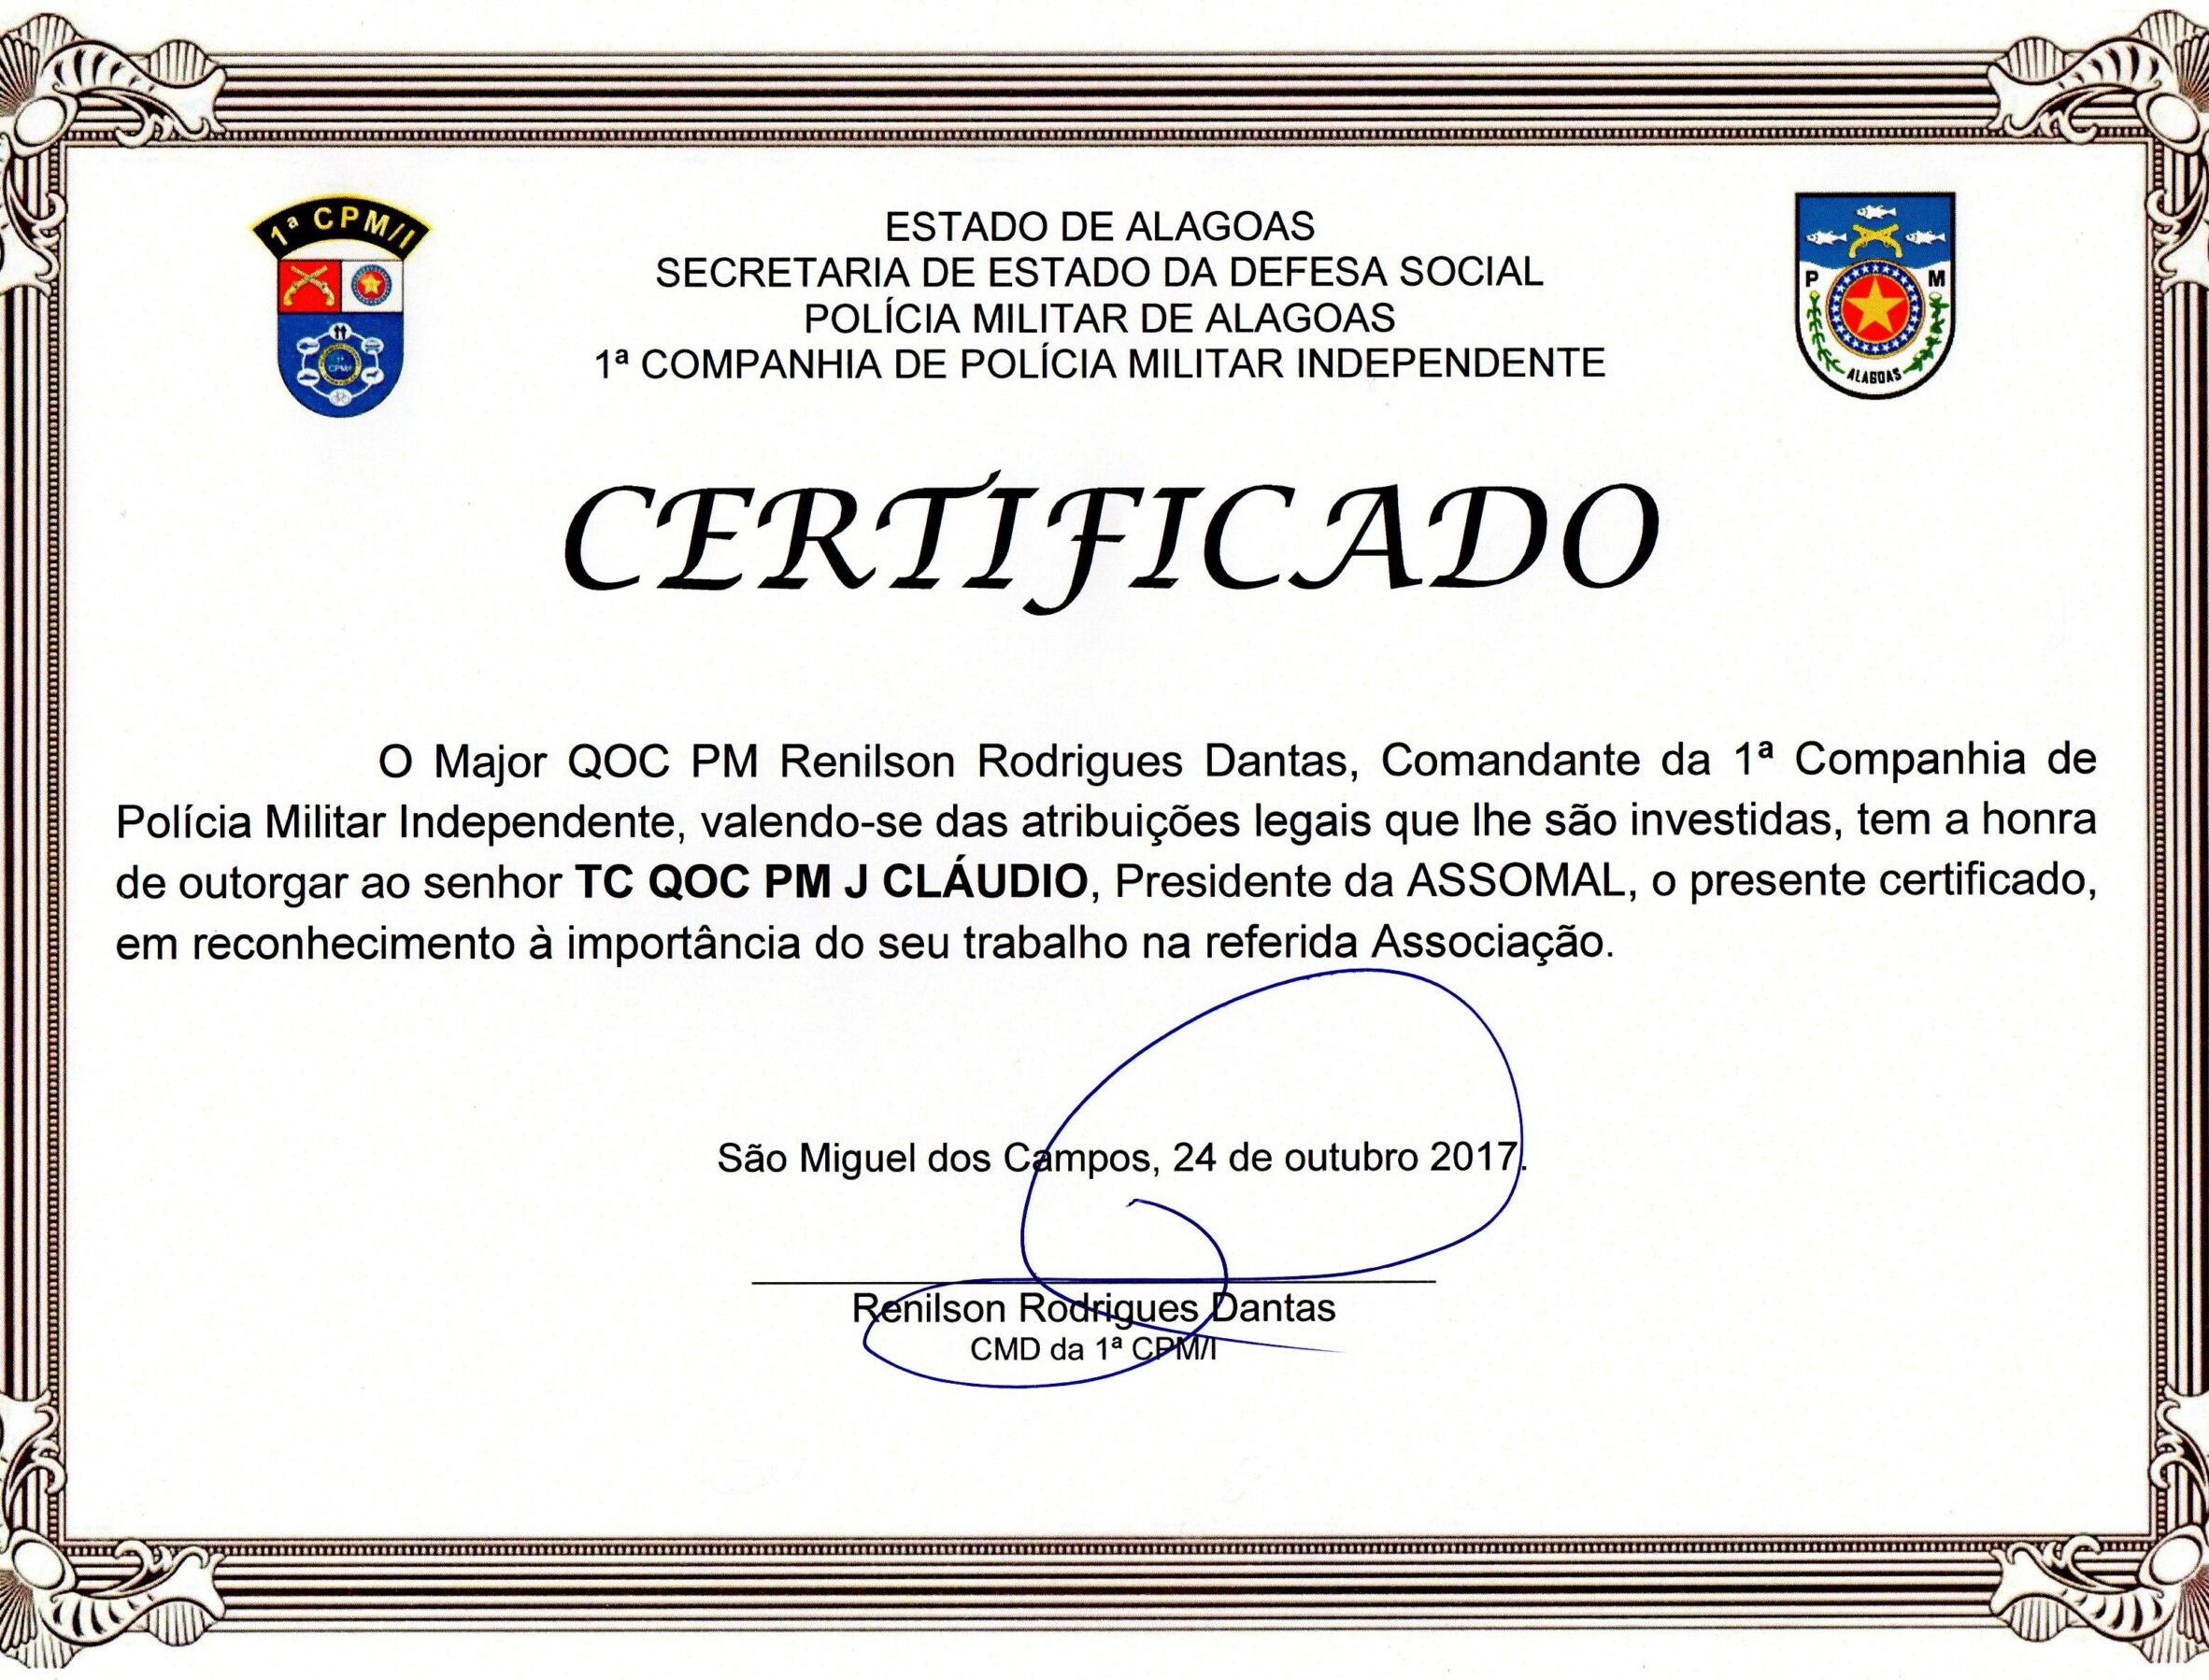 1ª CPM/I
CPM/I
ESTADO DE ALAGOAS
SECRETARIA DE ESTADO DA DEFESA SOCIAL
POLÍCIA MILITAR DE ALAGOAS
1ª COMPANHIA DE POLÍCIA MILITAR INDEPENDENTE
P M
ALAGOAS
CERTIFICADO
O Major QOC PM Renilson Rodrigues Dantas, Comandante da 1ª Companhia de
Polícia Militar Independente, valendo-se das atribuições legais que lhe são investidas, tem a honra
de outorgar ao senhor TC QOC PM J CLÁUDIO, Presidente da ASSOMAL, o presente certificado,
em reconhecimento à importância do seu trabalho na referida Associação.
São Miguel dos Campos, 24 de outubro 2017.
Renilson Rodrigues Dantas
CMD da 1ª CPM/I